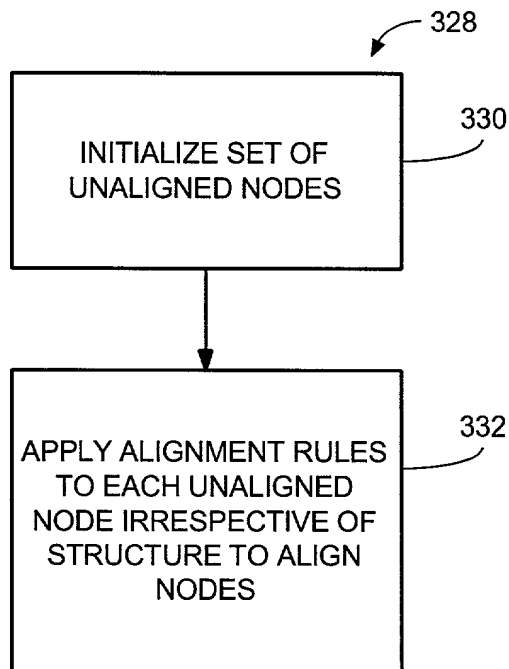 328
330
INITIALIZE SET OF
UNALIGNED NODES
332
APPLY ALIGNMENT RULES
TO EACH UNALIGNED
NODE IRRESPECTIVE OF
STRUCTURE TO ALIGN
NODES